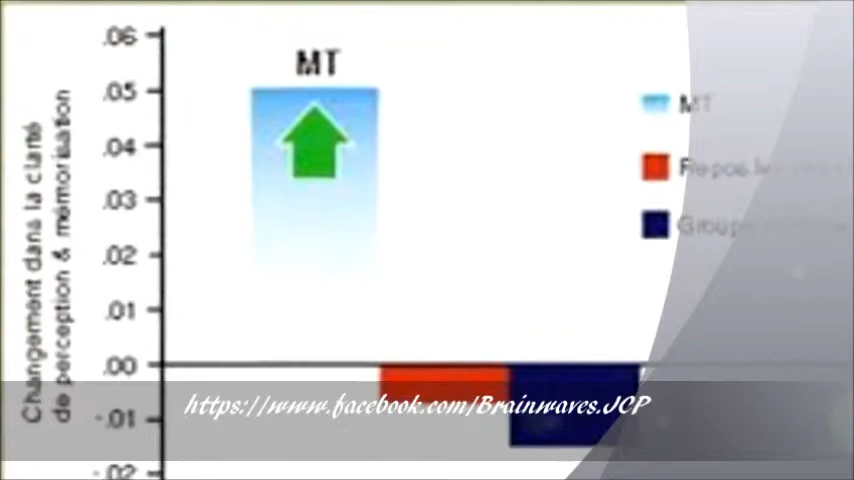 .06
MT
.05
MT
.04
.03
.02
.01
.00
-.01
-.02
Changement dans la clarté
de perception & mémorisation
https://www.facebook.com/Brainwaves.JCP